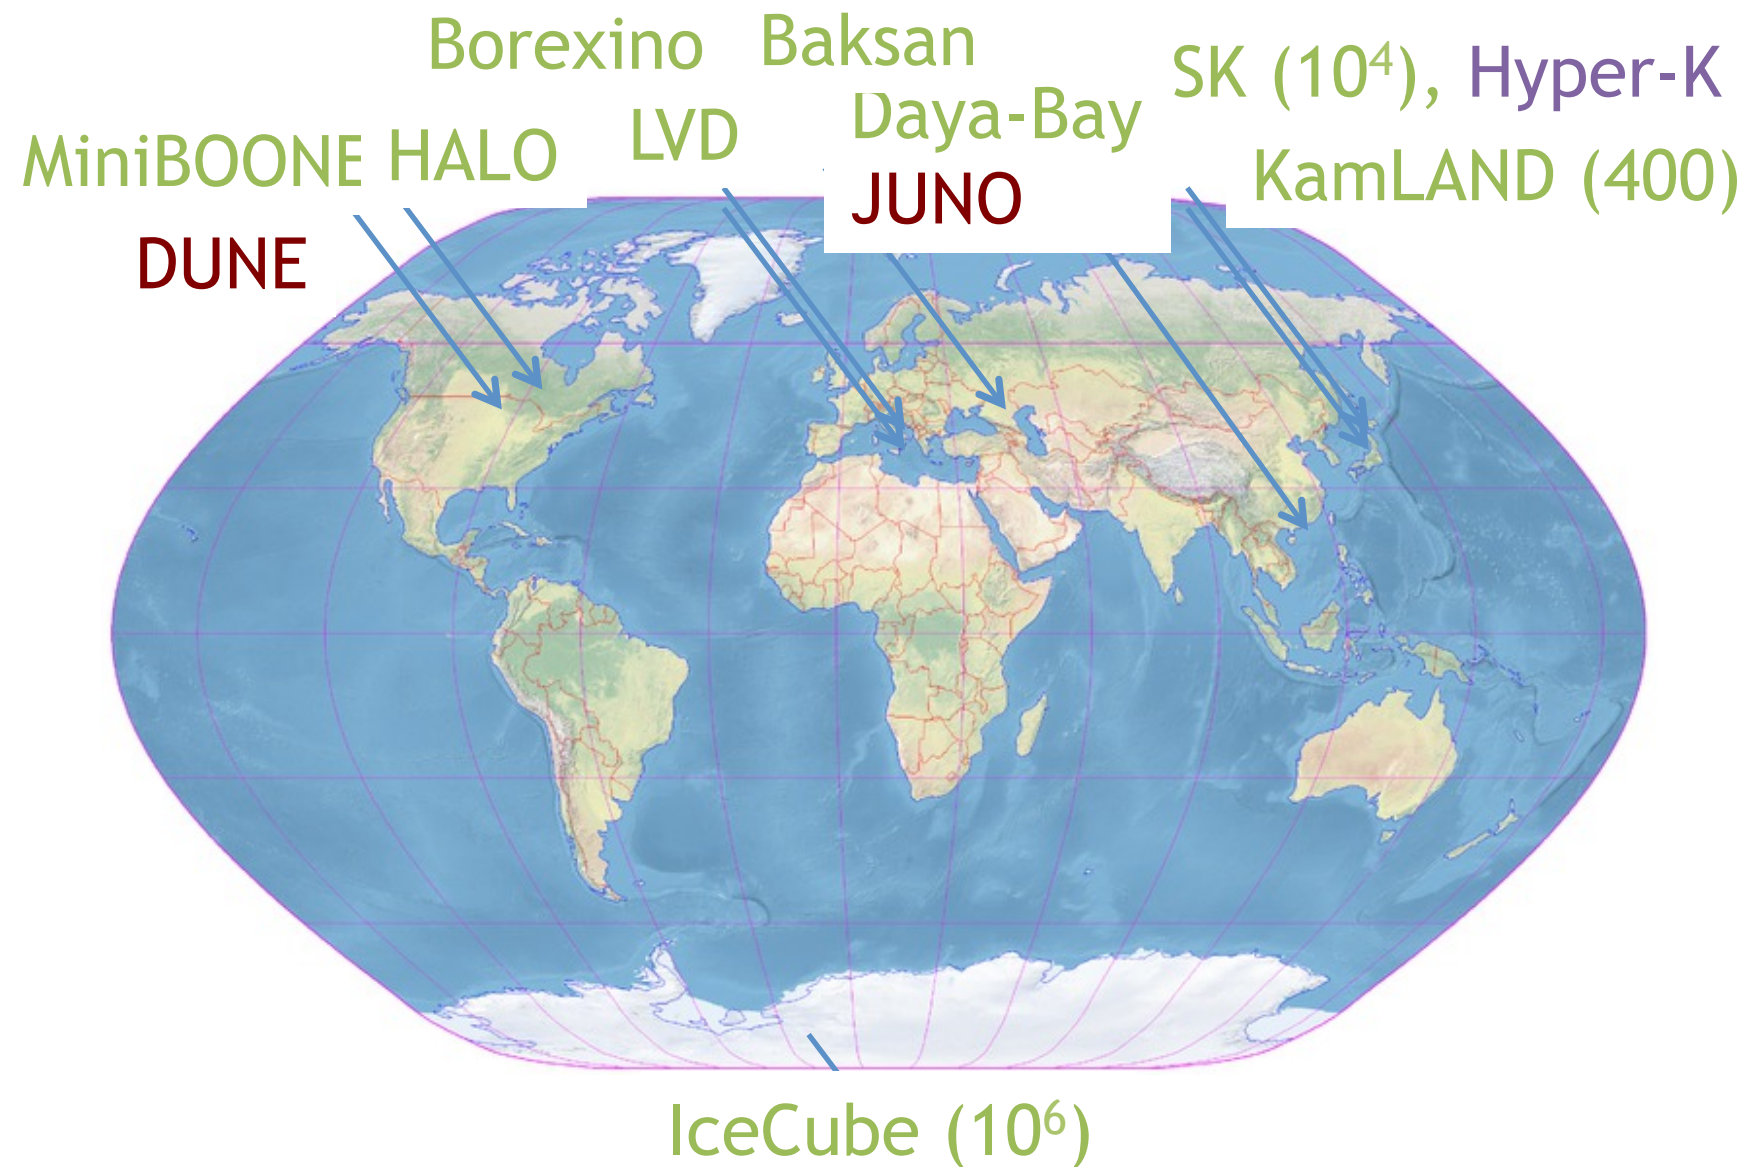 Borexino
Baksan
SK (10⁴), Hyper-K
MiniBOONE
HALO
LVD
Daya-Bay
KamLAND (400)
DUNE
JUNO
IceCube (10⁶)